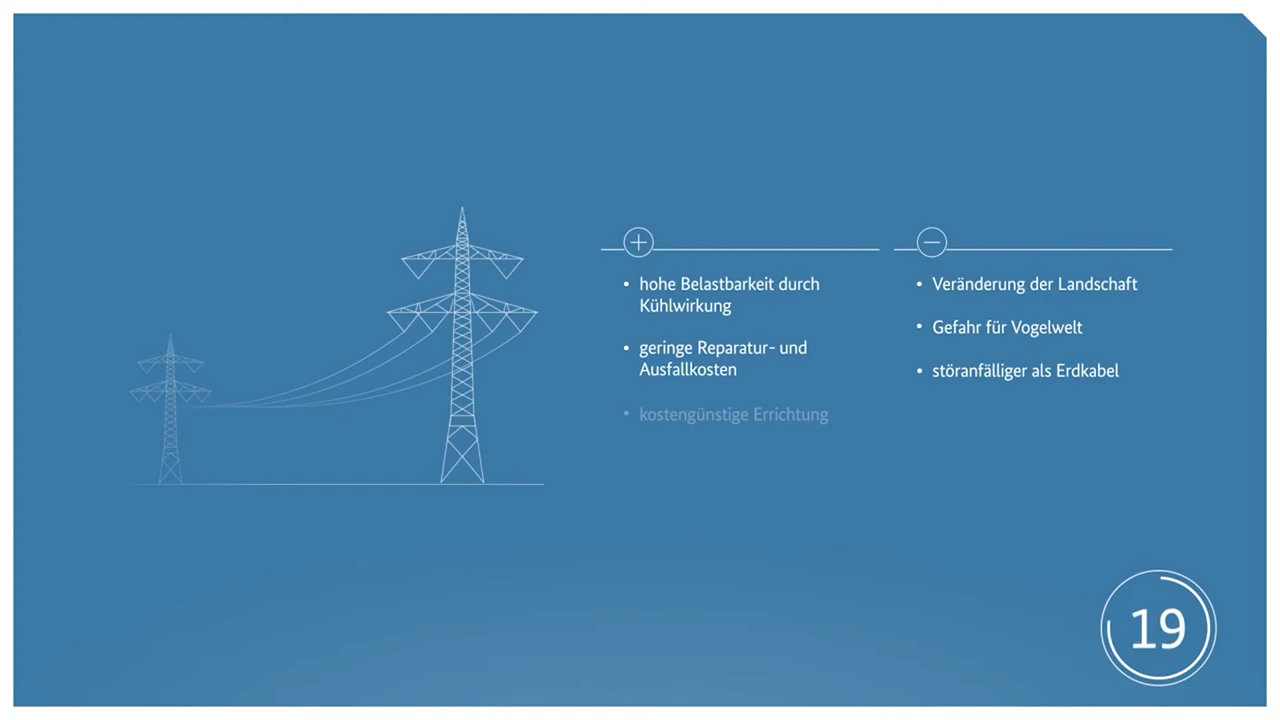 +
• hohe Belastbarkeit durch
Kühlwirkung
• geringe Reparatur- und
Ausfallkosten
• kostengünstige Errichtung
−
• Veränderung der Landschaft
• Gefahr für Vogelwelt
• störanfälliger als Erdkabel
19